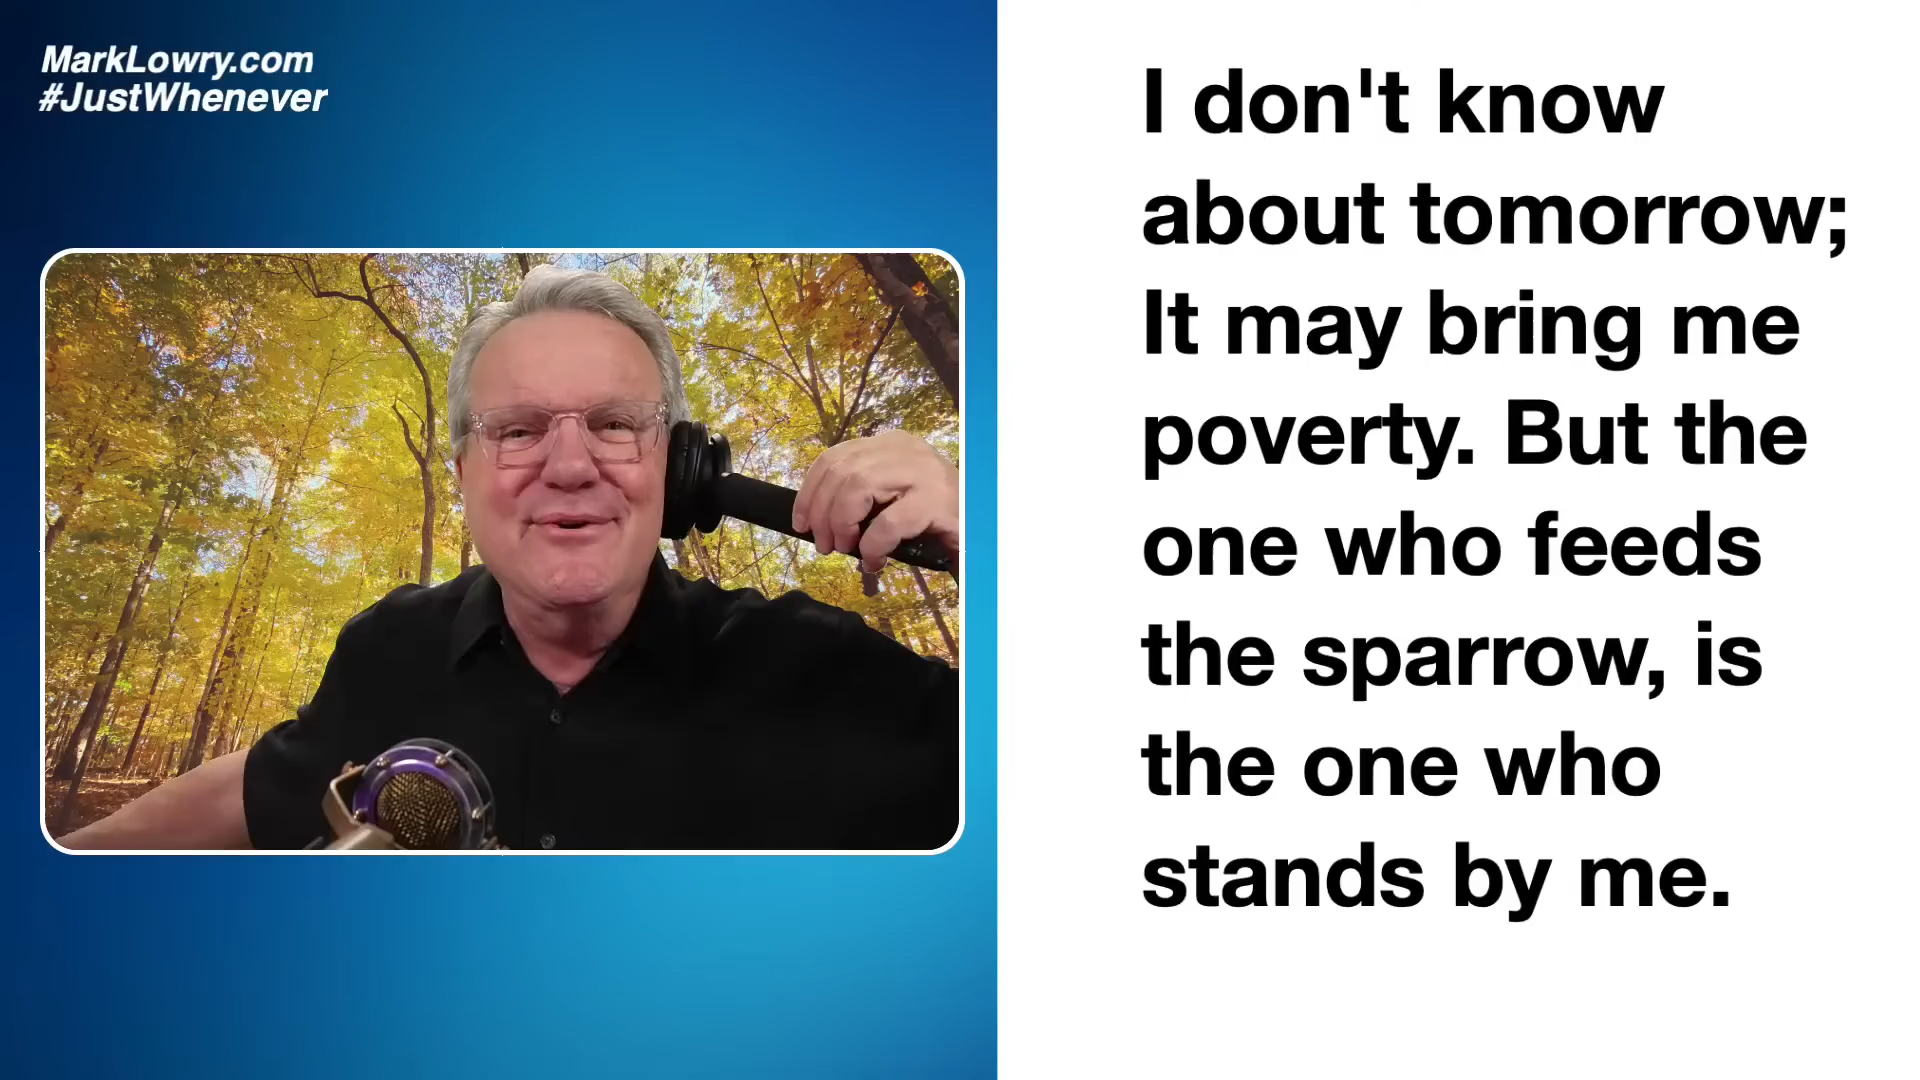 MarkLowry.com
#JustWhenever
I don't know
about tomorrow;
It may bring me
poverty. But the
one who feeds
the sparrow, is
the one who
stands by me.